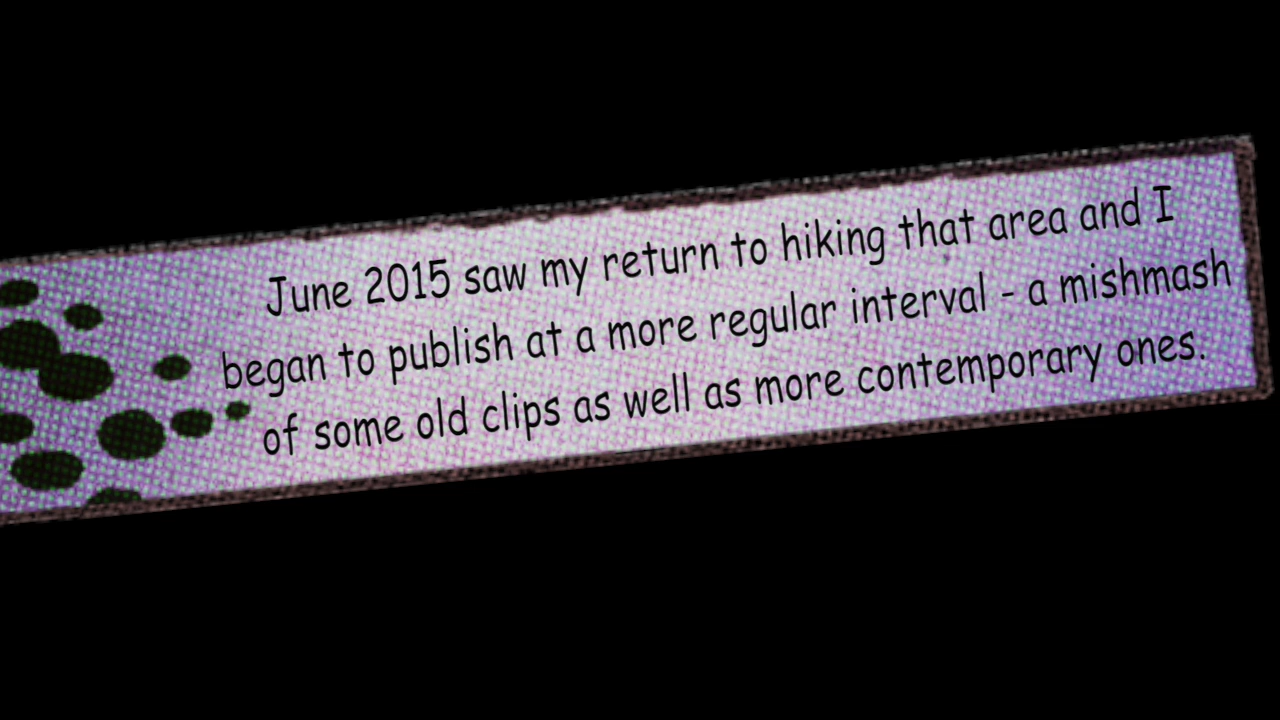 June 2015 saw my return to hiking that area and I
began to publish at a more regular interval - a mishmash
of some old clips as well as more contemporary ones.